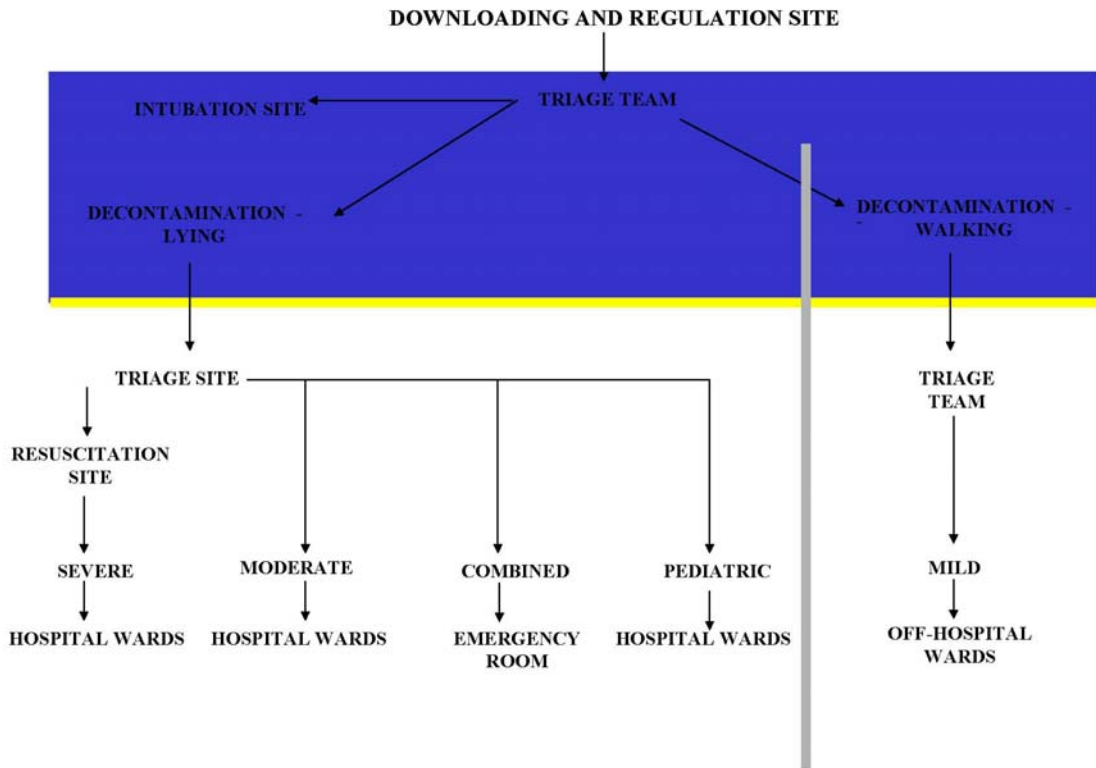 DOWNLOADING AND REGULATION SITE
TRIAGE TEAM
INTUBATION SITE
DECONTAMINATION -
LYING
DECONTAMINATION -
-
WALKING
TRIAGE SITE
TRIAGE
TEAM
RESUSCITATION
SITE
SEVERE
MODERATE
COMBINED
PEDIATRIC
MILD
HOSPITAL WARDS
HOSPITAL WARDS
EMERGENCY
ROOM
HOSPITAL WARDS
OFF-HOSPITAL
WARDS